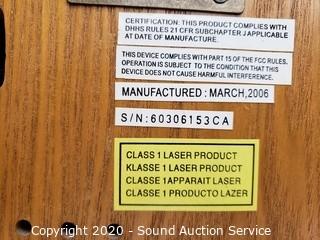 CERTIFICATION: THIS PRODUCT COMPLIES WITH
DHHS RULES 21 CFR SUBCHAPTER J APPLICABLE
AT DATE OF MANUFACTURE.
THIS DEVICE COMPLIES WITH PART 15 OF THE FCC RULES.
OPERATION IS SUBJECT TO THE CONDITION THAT THIS
DEVICE DOES NOT CAUSE HARMFUL INTERFERENCE.
MANUFACTURED : MARCH,2006
S/N:60306153CA
CLASS 1 LASER PRODUCT
KLASSE 1 LASER PRODUCT
CLASSE 1 APPARAIT LASER
CLASSE 1 PRODUCTO LAZER
Copyright 2020 - Sound Auction Service